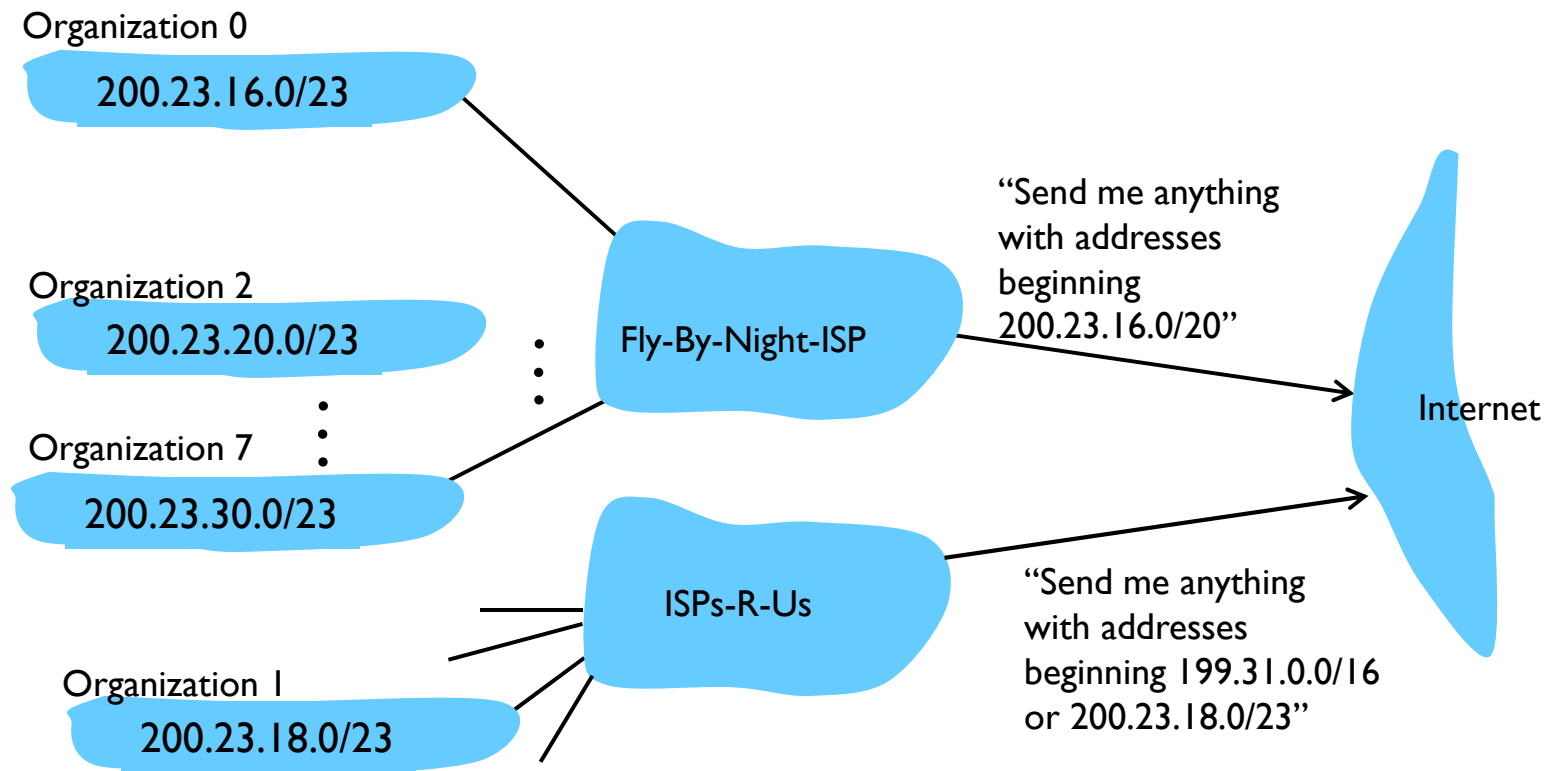 Organization 0
200.23.16.0/23
Organization 2
200.23.20.0/23
Organization 7
200.23.30.0/23
Fly-By-Night-ISP
“Send me anything
with addresses
beginning
200.23.16.0/20”
Internet
ISPs-R-Us
“Send me anything
with addresses
beginning 199.31.0.0/16
or 200.23.18.0/23”
Organization 1
200.23.18.0/23